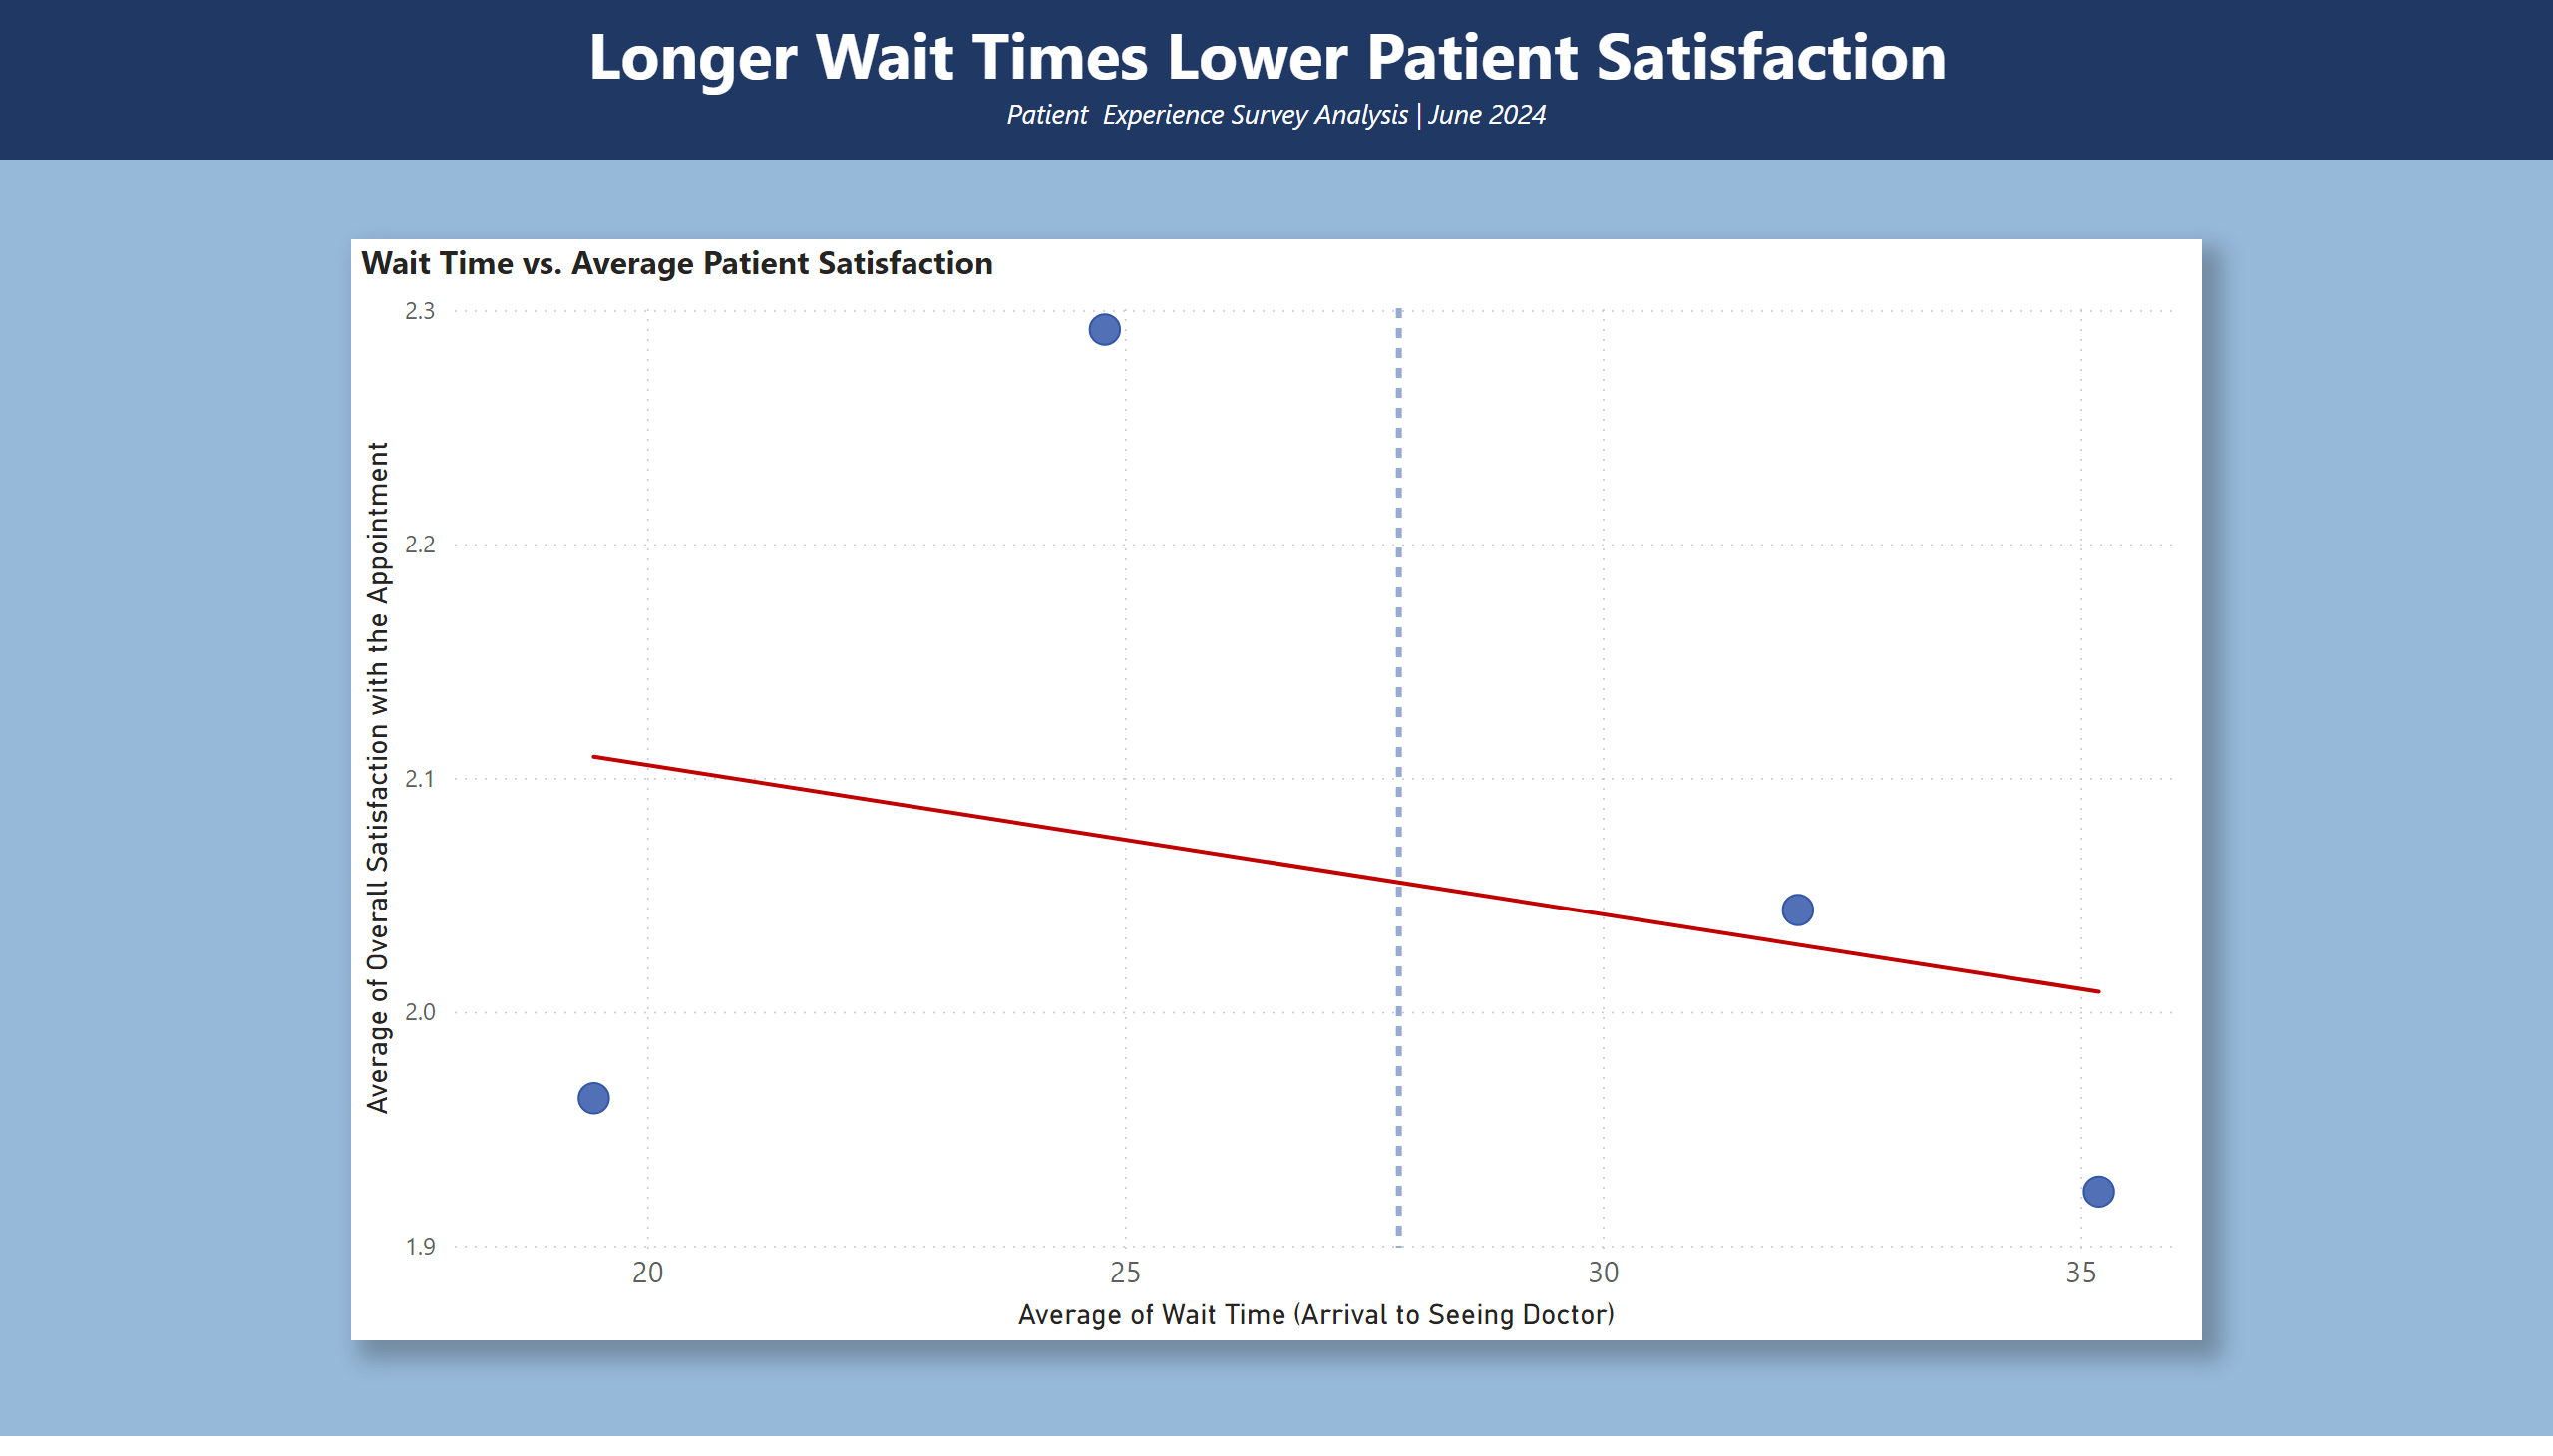 Longer Wait Times Lower Patient Satisfaction
Patient  Experience Survey Analysis | June 2024
Wait Time vs. Average Patient Satisfaction
Average of Overall Satisfaction with the Appointment
2.3
2.2
2.1
2.0
1.9
20 25 30 35
Average of Wait Time (Arrival to Seeing Doctor)